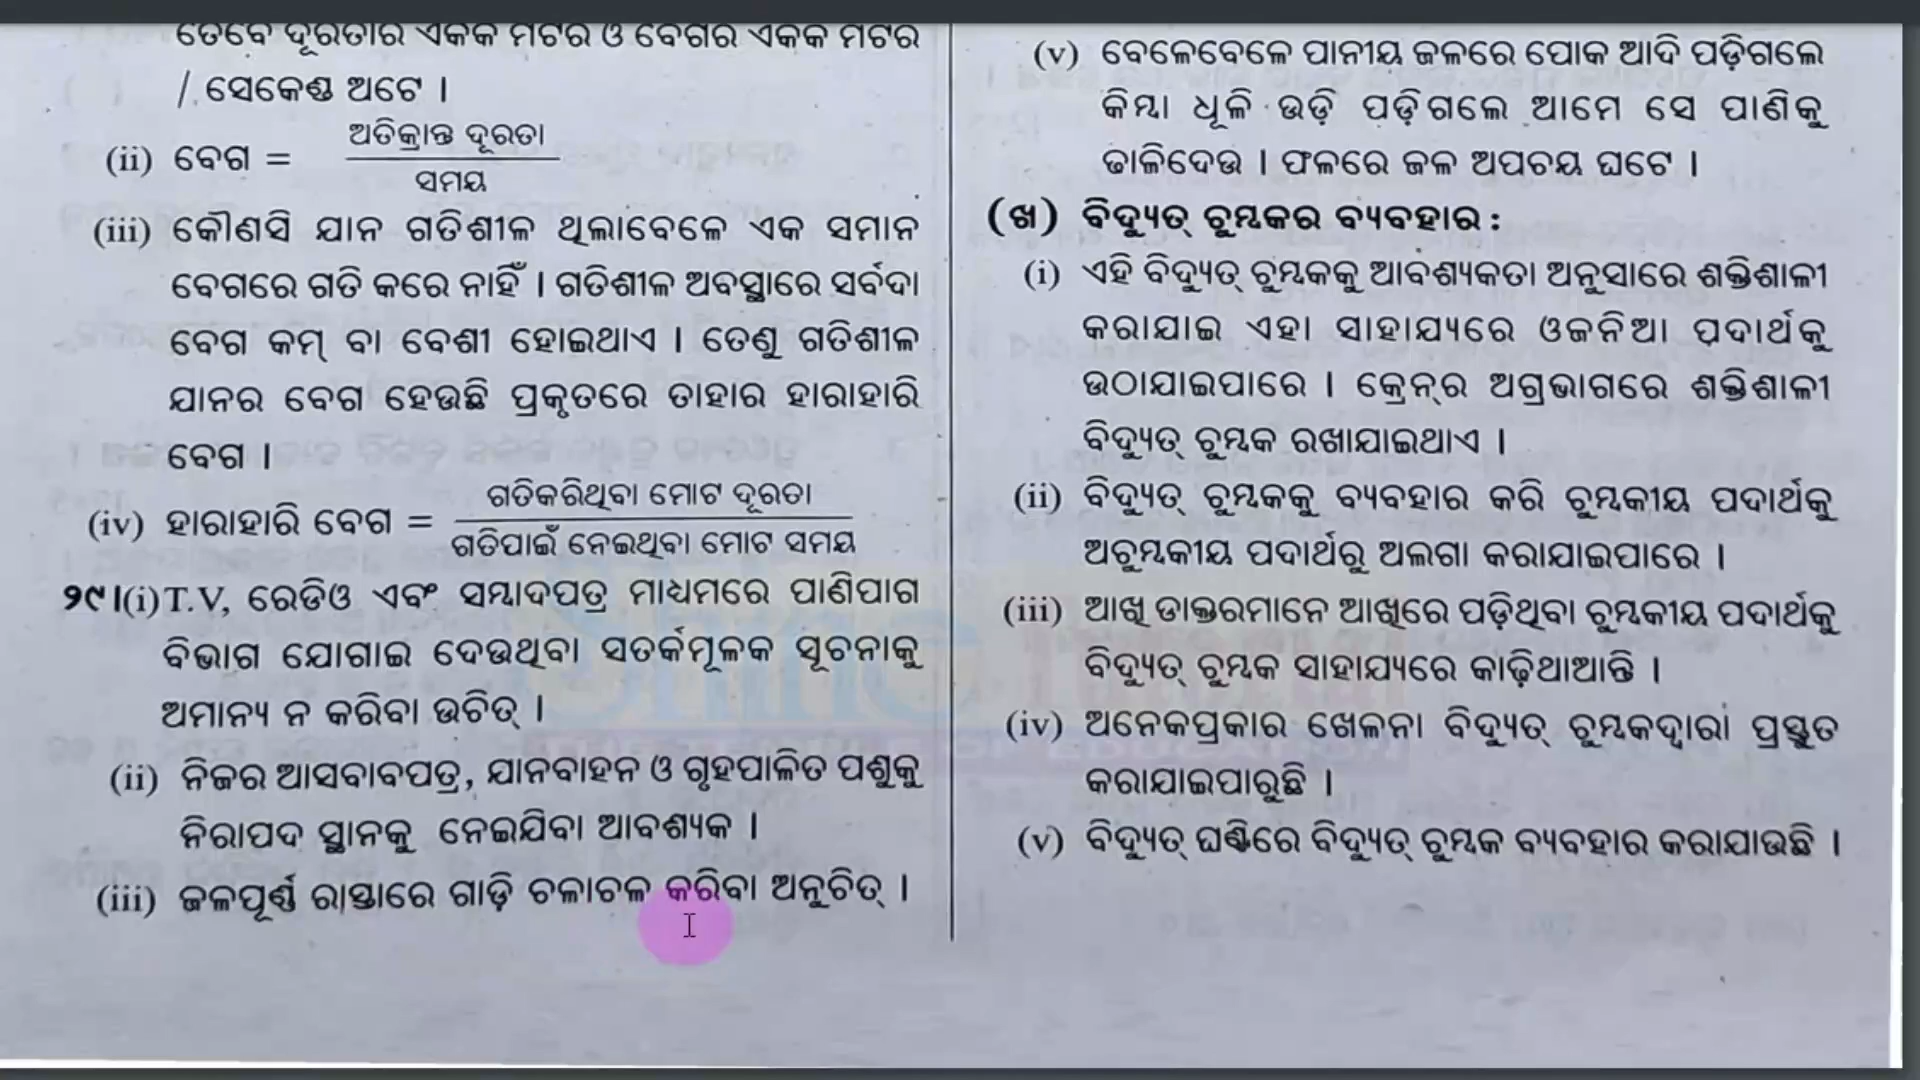 ତେବେ ଦୂରତାର ଏକକ ମିଟର ଓ ବେଗର ଏକକ ମିଟର
/ ସେକେଣ୍ଡ ଅଟେ ।
(ii) ବେଗ = ଅତିକ୍ରାନ୍ତ ଦୂରତା
ସମୟ
(iii) କୌଣସି ଯାନ ଗତିଶୀଳ ଥିଲାବେଳେ ଏକ ସମାନ
ବେଗରେ ଗତି କରେ ନାହିଁ । ଗତିଶୀଳ ଅବସ୍ଥାରେ ସର୍ବଦା
ବେଗ କମ୍ ବା ବେଶୀ ହୋଇଥାଏ । ତେଣୁ ଗତିଶୀଳ
ଯାନର ବେଗ ହେଉଛି ପ୍ରକୃତରେ ତାହାର ହାରାହାରି
ବେଗ ।
(iv) ହାରାହାରି ବେଗ = ଗତିକରିଥିବା ମୋଟ ଦୂରତା
ଗତିପାଇଁ ନେଇଥିବା ମୋଟ ସମୟ
୨୯।(i) T.V, ରେଡିଓ ଏବଂ ସମ୍ବାଦପତ୍ର ମାଧ୍ୟମରେ ପାଣିପାଗ
ବିଭାଗ ଯୋଗାଇ ଦେଉଥିବା ସତର୍କମୂଳକ ସୂଚନାକୁ
ଅମାନ୍ୟ ନ କରିବା ଉଚିତ୍ ।
(ii) ନିଜର ଆସବାବପତ୍ର, ଯାନବାହନ ଓ ଗୃହପାଳିତ ପଶୁକୁ
ନିରାପଦ ସ୍ଥାନକୁ ନେଇଯିବା ଆବଶ୍ୟକ ।
(iii) ଜଳପୂର୍ଣ୍ଣ ରାସ୍ତାରେ ଗାଡ଼ି ଚଳାଚଳ କରିବା ଅନୁଚିତ୍ ।
(v) ବେଳେବେଳେ ପାନୀୟ ଜଳରେ ପୋକ ଆଦି ପଡ଼ିଗଲେ
କିମ୍ବା ଧୂଳି ଉଡ଼ି ପଡ଼ିଗଲେ ଆମେ ସେ ପାଣିକୁ
ଢାଳିଦେଉ । ଫଳରେ ଜଳ ଅପଚୟ ଘଟେ ।
(ଖ) ବିଦ୍ୟୁତ୍ ଚୁମ୍ବକର ବ୍ୟବହାର :
(i) ଏହି ବିଦ୍ୟୁତ୍ ଚୁମ୍ବକକୁ ଆବଶ୍ୟକତା ଅନୁସାରେ ଶକ୍ତିଶାଳୀ
କରାଯାଇ ଏହା ସାହାଯ୍ୟରେ ଓଜନିଆ ପଦାର୍ଥକୁ
ଉଠାଯାଇପାରେ । କ୍ରେନ୍‌ର ଅଗ୍ରଭାଗରେ ଶକ୍ତିଶାଳୀ
ବିଦ୍ୟୁତ୍ ଚୁମ୍ବକ ରଖାଯାଇଥାଏ ।
(ii) ବିଦ୍ୟୁତ୍ ଚୁମ୍ବକକୁ ବ୍ୟବହାର କରି ଚୁମ୍ବକୀୟ ପଦାର୍ଥକୁ
ଅଚୁମ୍ବକୀୟ ପଦାର୍ଥରୁ ଅଲଗା କରାଯାଇପାରେ ।
(iii) ଆଖି ଡାକ୍ତରମାନେ ଆଖିରେ ପଡ଼ିଥିବା ଚୁମ୍ବକୀୟ ପଦାର୍ଥକୁ
ବିଦ୍ୟୁତ୍ ଚୁମ୍ବକ ସାହାଯ୍ୟରେ କାଢ଼ିଥାଆନ୍ତି ।
(iv) ଅନେକପ୍ରକାର ଖେଳନା ବିଦ୍ୟୁତ୍ ଚୁମ୍ବକଦ୍ୱାରା ପ୍ରସ୍ତୁତ
କରାଯାଇପାରୁଛି ।
(v) ବିଦ୍ୟୁତ୍ ଘଣ୍ଟିରେ ବିଦ୍ୟୁତ୍ ଚୁମ୍ବକ ବ୍ୟବହାର କରାଯାଉଛି ।